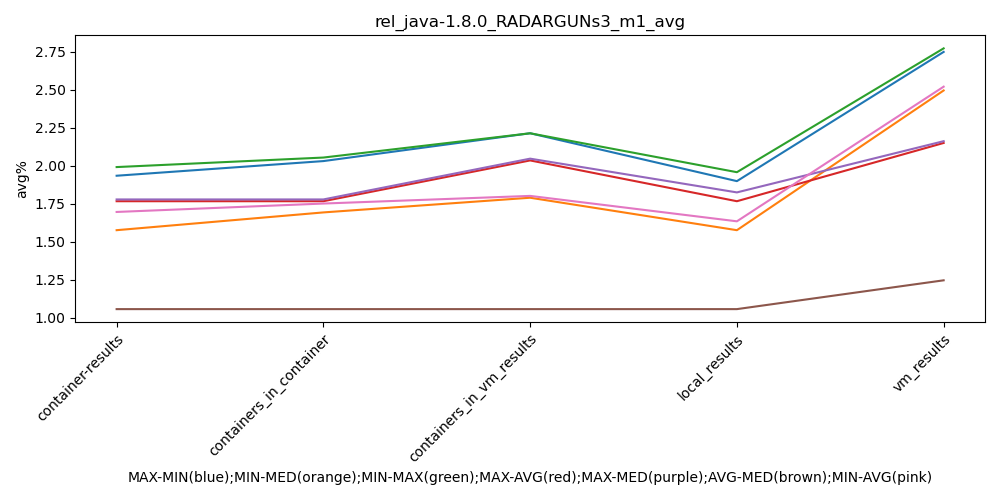 rel_java-1.8.0_RADARGUNs3_m1_avg
avg%
2.75
2.50
2.25
2.00
1.75
1.50
1.25
1.00
container-results
containers_in_container
containers_in_vm_results
local_results
vm_results
MAX-MIN(blue);MIN-MED(orange);MIN-MAX(green);MAX-AVG(red);MAX-MED(purple);AVG-MED(brown);MIN-AVG(pink)